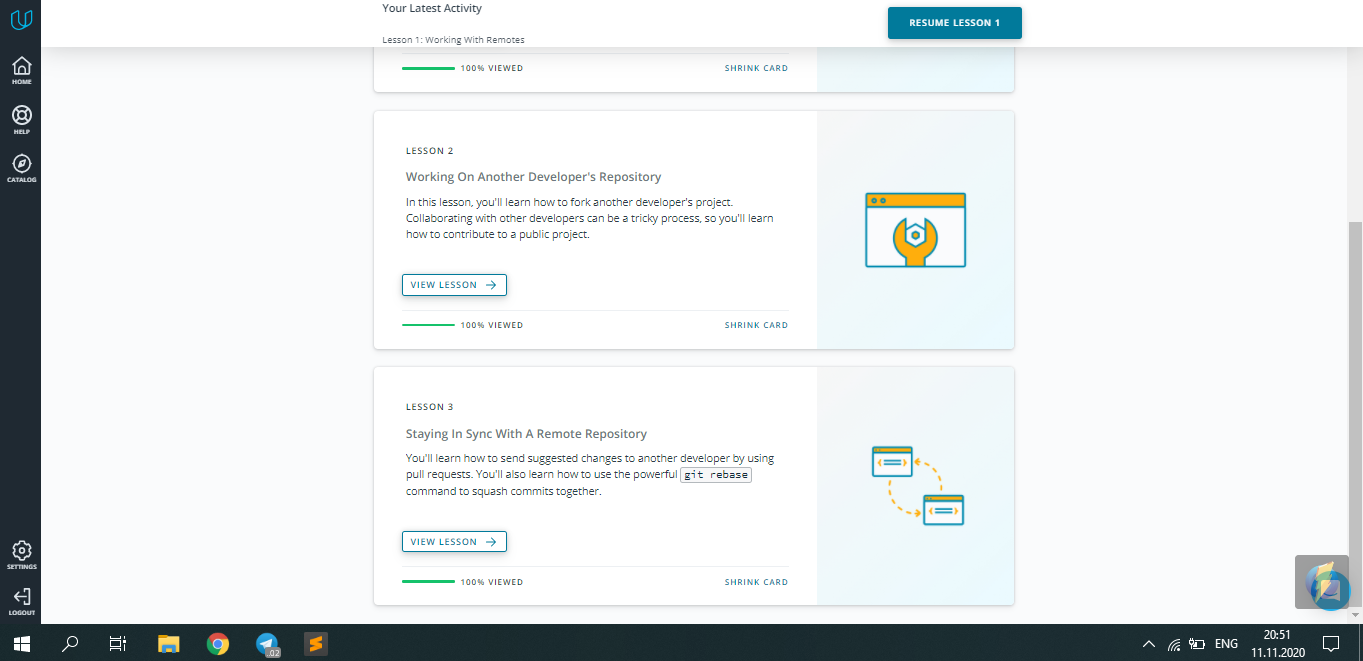 Your Latest Activity
RESUME LESSON 1
Lesson 1: Working With Remotes
HOME
HELP
CATALOG
SETTINGS
LOGOUT
100% VIEWED
SHRINK CARD
LESSON 2
Working On Another Developer's Repository
In this lesson, you'll learn how to fork another developer's project.
Collaborating with other developers can be a tricky process, so you'll learn
how to contribute to a public project.
VIEW LESSON
100% VIEWED
SHRINK CARD
LESSON 3
Staying In Sync With A Remote Repository
You'll learn how to send suggested changes to another developer by using
pull requests. You'll also learn how to use the powerful git rebase
command to squash commits together.
VIEW LESSON
100% VIEWED
SHRINK CARD
.02
ENG
20:51
11.11.2020